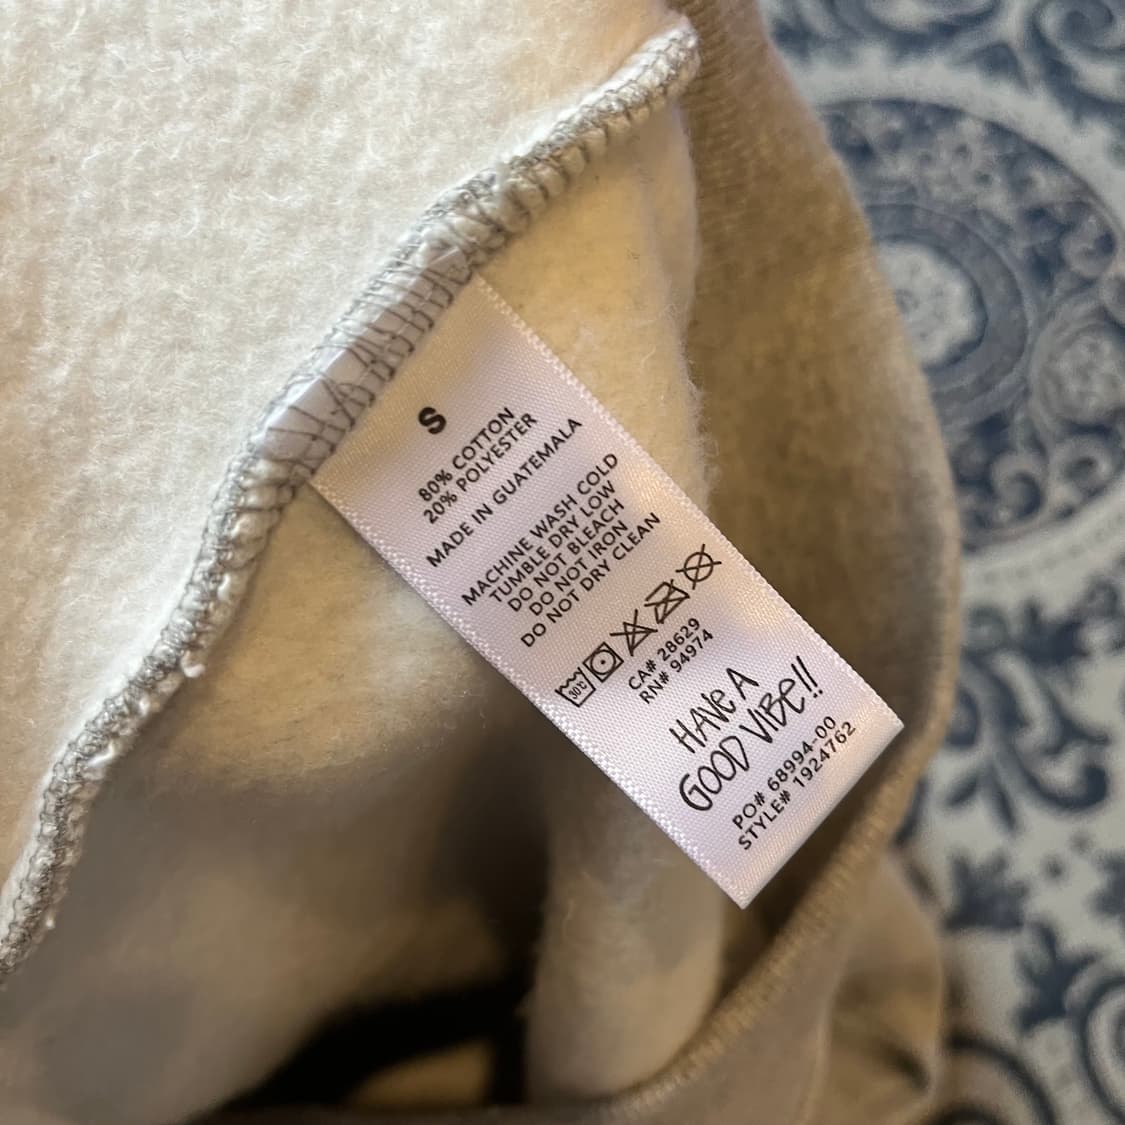 S
80% COTTON
20% POLYESTER
MADE IN GUATEMALA
MACHINE WASH COLD
TUMBLE DRY LOW
DO NOT BLEACH
DO NOT IRON
DO NOT DRY CLEAN
30℃
CA# 28629
RN# 94974
HAVe A
GOOD VIBe!!
PO# 68994-00
STYLE# 1924762